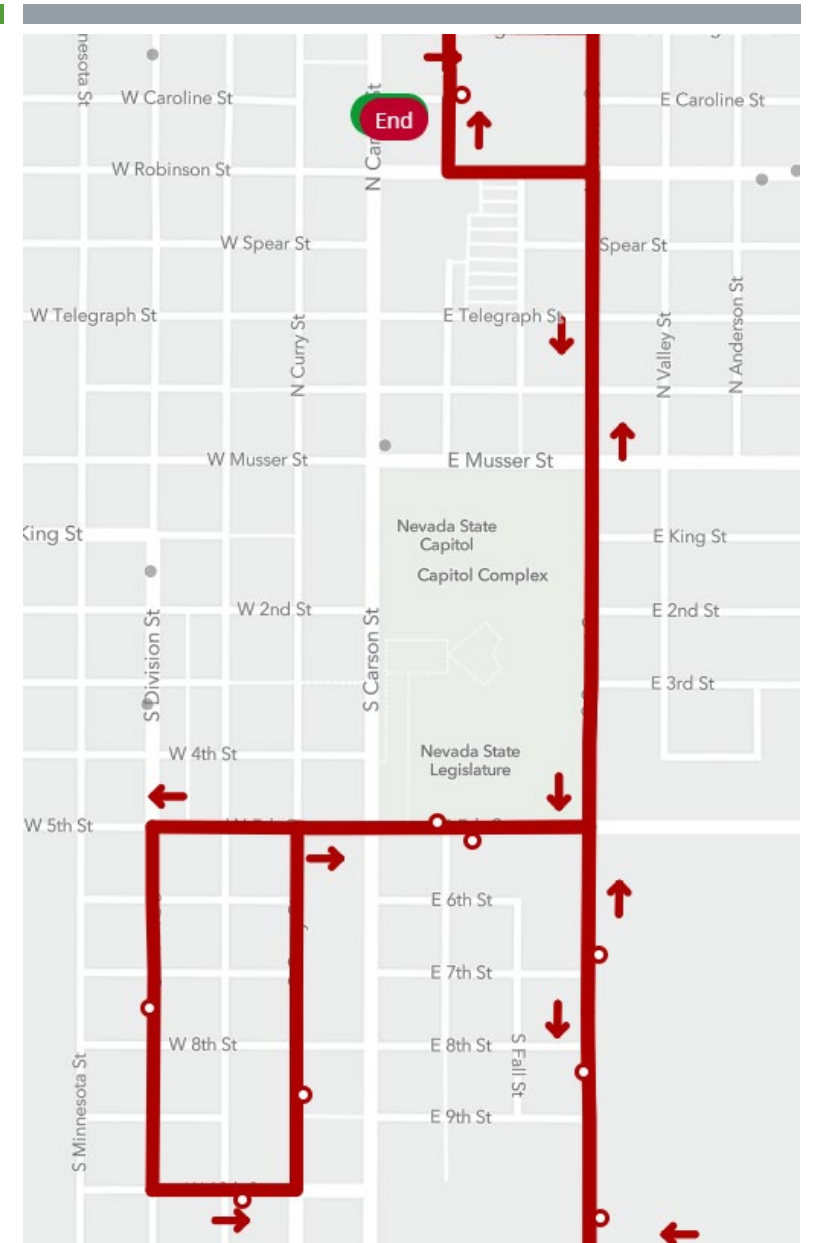 W Caroline St
E Caroline St
End
W Robinson St
W Spear St
Spear St
W Telegraph St
E Telegraph St
N Curry St
N Valley St
N Anderson St
W Musser St
E Musser St
King St
Nevada State
Capitol
Capitol Complex
E King St
W 2nd St
E 2nd St
S Division St
S Carson St
E 3rd St
W 4th St
Nevada State
Legislature
W 5th St
E 6th St
E 7th St
W 8th St
E 8th St
S Fall St
S Minnesota St
E 9th St